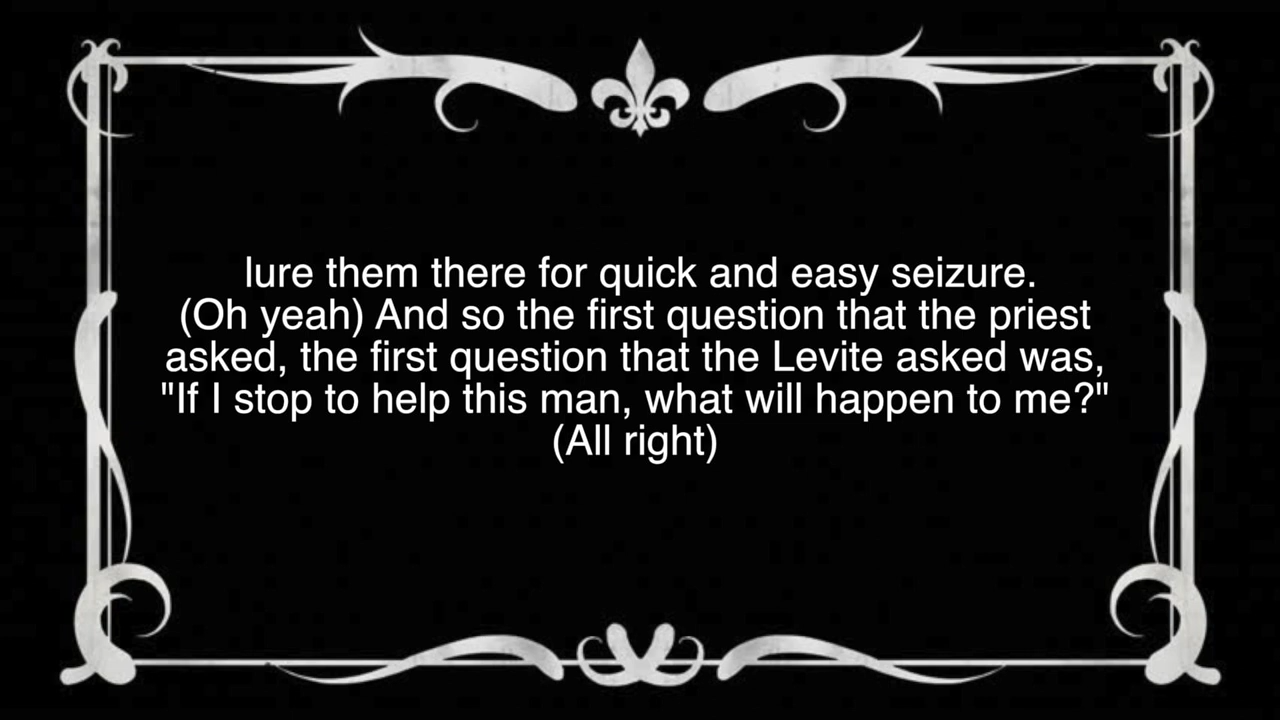 lure them there for quick and easy seizure.
(Oh yeah) And so the first question that the priest
asked, the first question that the Levite asked was,
"If I stop to help this man, what will happen to me?"
(All right)